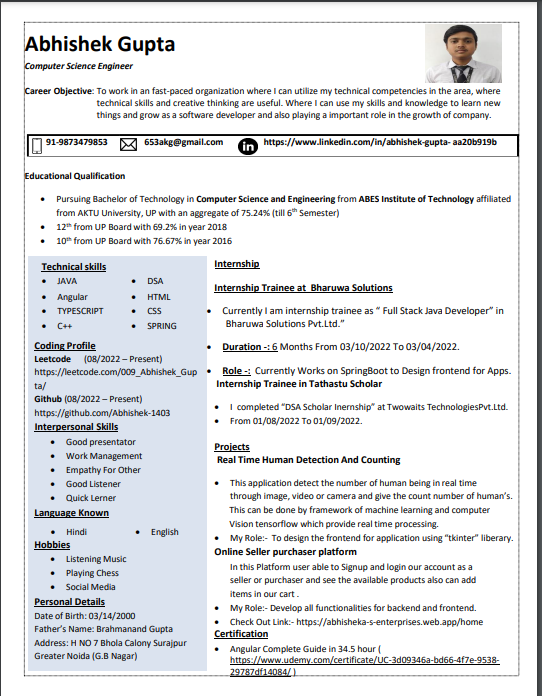 Abhishek Gupta
Computer Science Engineer
Career Objective: To work in an fast-paced organization where I can utilize my technical competencies in the area, where
technical skills and creative thinking are useful. Where I can use my skills and knowledge to learn new
things and grow as a software developer and also playing a important role in the growth of company.
91-9873479853 653akg@gmail.com in https://www.linkedin.com/in/abhishek-gupta- aa20b919b
Educational Qualification
• Pursuing Bachelor of Technology in Computer Science and Engineering from ABES Institute of Technology affiliated
from AKTU University, UP with an aggregate of 75.24% (till 6th Semester)
• 12th from UP Board with 69.2% in year 2018
• 10th from UP Board with 76.67% in year 2016
Technical skills
• JAVA • DSA
• Angular • HTML
• TYPESCRIPT • CSS
• C++ • SPRING
Coding Profile
Leetcode (08/2022 – Present)
https://leetcode.com/009_Abhishek_Gup
ta/
Github (08/2022 – Present)
https://github.com/Abhishek-1403
Interpersonal Skills
• Good presentator
• Work Management
• Empathy For Other
• Good Listener
• Quick Lerner
Language Known
• Hindi • English
Hobbies
• Listening Music
• Playing Chess
• Social Media
Personal Details
Date of Birth: 03/14/2000
Father's Name: Brahmanand Gupta
Address: H NO 7 Bhola Calony Surajpur
Greater Noida (G.B Nagar)
Internship
Internship Trainee at Bharuwa Solutions
• Currently I am internship trainee as “ Full Stack Java Developer” in
Bharuwa Solutions Pvt.Ltd.”
• Duration -: 6 Months From 03/10/2022 To 03/04/2022.
• Role -: Currently Works on SpringBoot to Design frontend for Apps.
Internship Trainee in Tathastu Scholar
• I completed “DSA Scholar Inernship” at Twowaits TechnologiesPvt.Ltd.
• From 01/08/2022 To 01/09/2022.
Projects
Real Time Human Detection And Counting
• This application detect the number of human being in real time
through image, video or camera and give the count number of human’s.
This can be done by framework of machine learning and computer
Vision tensorflow which provide real time processing.
• My Role:- To design the frontend for application using “tkinter” liberary.
Online Seller purchaser platform
In this Platform user able to Signup and login our account as a
seller or purchaser and see the available products also can add
items in our cart .
• My Role:- Develop all functionalities for backend and frontend.
• Check Out Link:- https://abhisheka-s-enterprises.web.app/home
Certification
• Angular Complete Guide in 34.5 hour (
https://www.udemy.com/certificate/UC-3d09346a-bd66-4f7e-9538-
29787df14084/ )